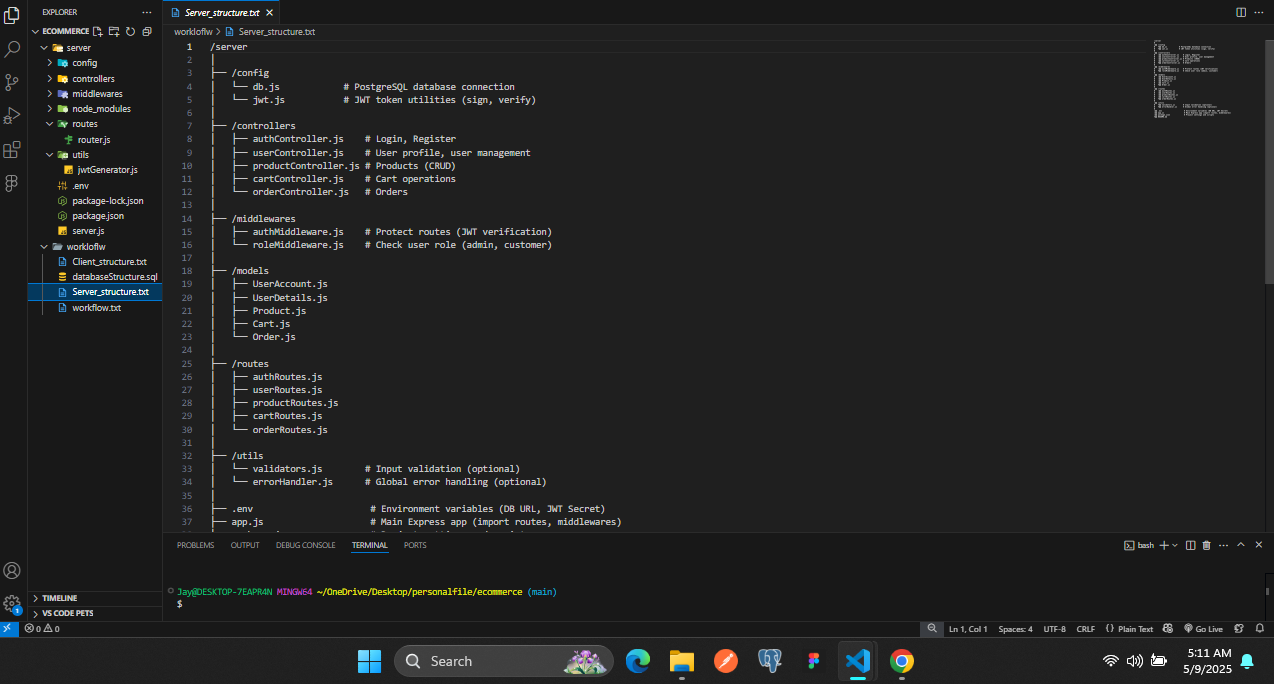 EXPLORER
ECOMMERCE
server
config
controllers
middlewares
node_modules
routes
router.js
utils
jwtGenerator.js
.env
package-lock.json
package.json
server.js
workloflw
Client_structure.txt
databaseStructure.sql
Server_structure.txt
workflow.txt
TIMELINE
VS CODE PETS
Server_structure.txt
workloflw > Server_structure.txt
1 /server
2 │
3 ├── /config
4 │   └── db.js # PostgreSQL database connection
5 │   └── jwt.js # JWT token utilities (sign, verify)
6 │
7 ├── /controllers
8 │   ├── authController.js # Login, Register
9 │   ├── userController.js # User profile, user management
10 │   ├── productController.js # Products (CRUD)
11 │   ├── cartController.js # Cart operations
12 │   └── orderController.js # Orders
13 │
14 ├── /middlewares
15 │   ├── authMiddleware.js # Protect routes (JWT verification)
16 │   └── roleMiddleware.js # Check user role (admin, customer)
17 │
18 ├── /models
19 │   ├── UserAccount.js
20 │   ├── UserDetails.js
21 │   ├── Product.js
22 │   ├── Cart.js
23 │   └── Order.js
24 │
25 ├── /routes
26 │   ├── authRoutes.js
27 │   ├── userRoutes.js
28 │   ├── productRoutes.js
29 │   ├── cartRoutes.js
30 │   └── orderRoutes.js
31 │
32 ├── /utils
33 │   └── validators.js # Input validation (optional)
34 │   └── errorHandler.js # Global error handling (optional)
35 │
36 ├── .env # Environment variables (DB URL, JWT Secret)
37 ├── app.js # Main Express app (import routes, middlewares)
PROBLEMS OUTPUT DEBUG CONSOLE TERMINAL PORTS
bash
Jay@DESKTOP-7EAPR4N MINGW64 ~/OneDrive/Desktop/personalfile/ecommerce (main)
$
1
0 0
Ln 1, Col 1 Spaces: 4 UTF-8 CRLF {} Plain Text Go Live
Search
5:11 AM
5/9/2025